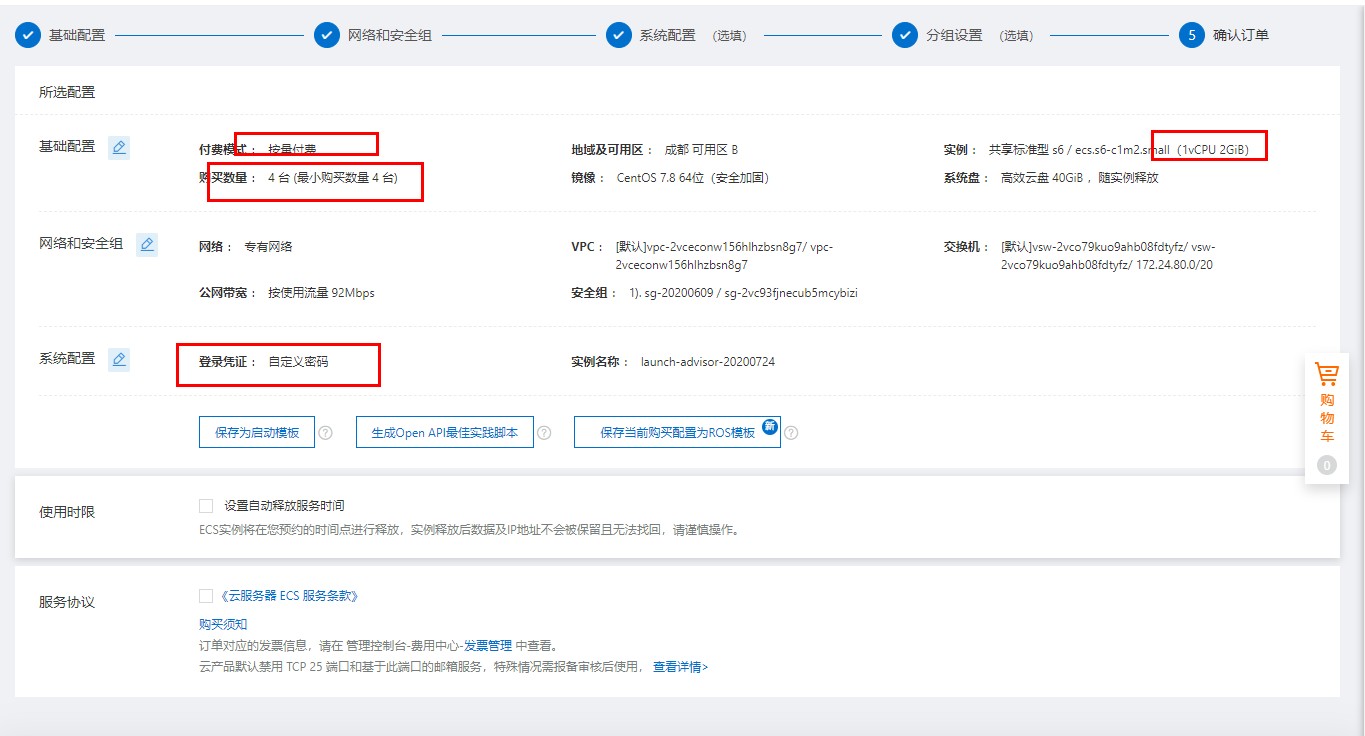 基础配置 网络和安全组 系统配置 (选填) 分组设置 (选填) 5 确认订单
所选配置
基础配置
付费模式： 按量付费 地域及可用区： 成都 可用区 B 实例： 共享标准型 s6 / ecs.s6-c1m2.small (1vCPU 2GiB)
购买数量： 4 台 (最小购买数量 4 台) 镜像： CentOS 7.8 64位（安全加固） 系统盘： 高效云盘 40GiB ，随实例释放
网络和安全组
网络： 专有网络 VPC： [默认]vpc-2vceconw156hlhzbsn8g7/ vpc- 交换机： [默认]vsw-2vco79kuo9ahb08fdtyfz/ vsw-
2vceconw156hlhzbsn8g7 2vco79kuo9ahb08fdtyfz/ 172.24.80.0/20
公网带宽： 按使用流量 92Mbps 安全组： 1). sg-20200609 / sg-2vc93fjnecub5mcybizi
系统配置
登录凭证： 自定义密码 实例名称： launch-advisor-20200724
保存为启动模板 ? 生成Open API最佳实践脚本 ? 保存当前购买配置为ROS模板 新 ?
购
物
车
0
使用时限
设置自动释放服务时间
ECS实例将在您预约的时间点进行释放，实例释放后数据及IP地址不会被保留且无法找回，请谨慎操作。
服务协议
《云服务器 ECS 服务条款》
购买须知
订单对应的发票信息，请在 管理控制台-费用中心-发票管理 中查看。
云产品默认禁用 TCP 25 端口和基于此端口的邮箱服务，特殊情况需报备审核后使用， 查看详情>